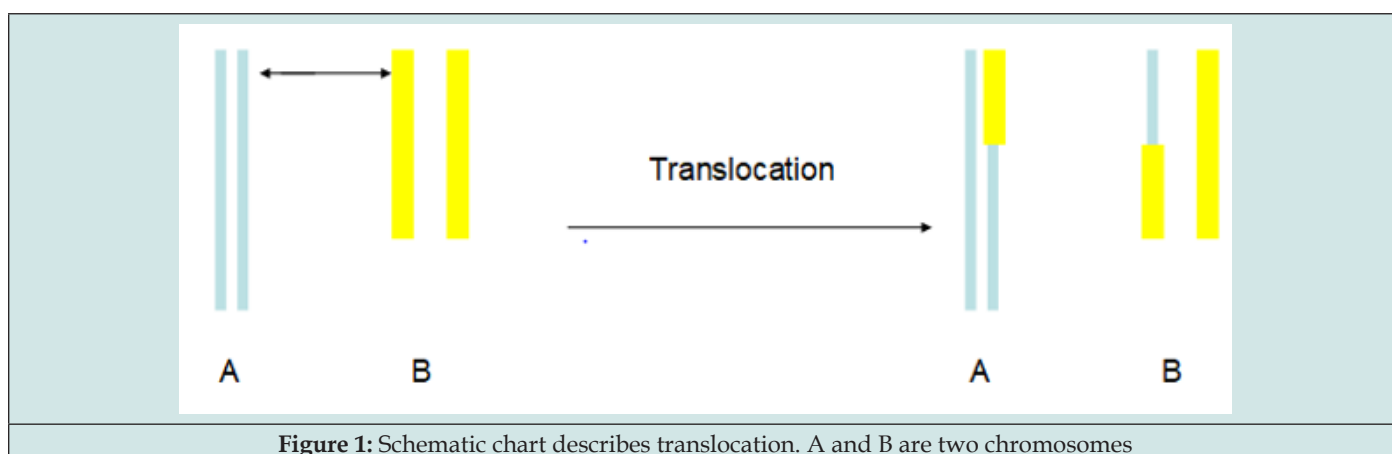 Translocation
A B A B
Figure 1: Schematic chart describes translocation. A and B are two chromosomes